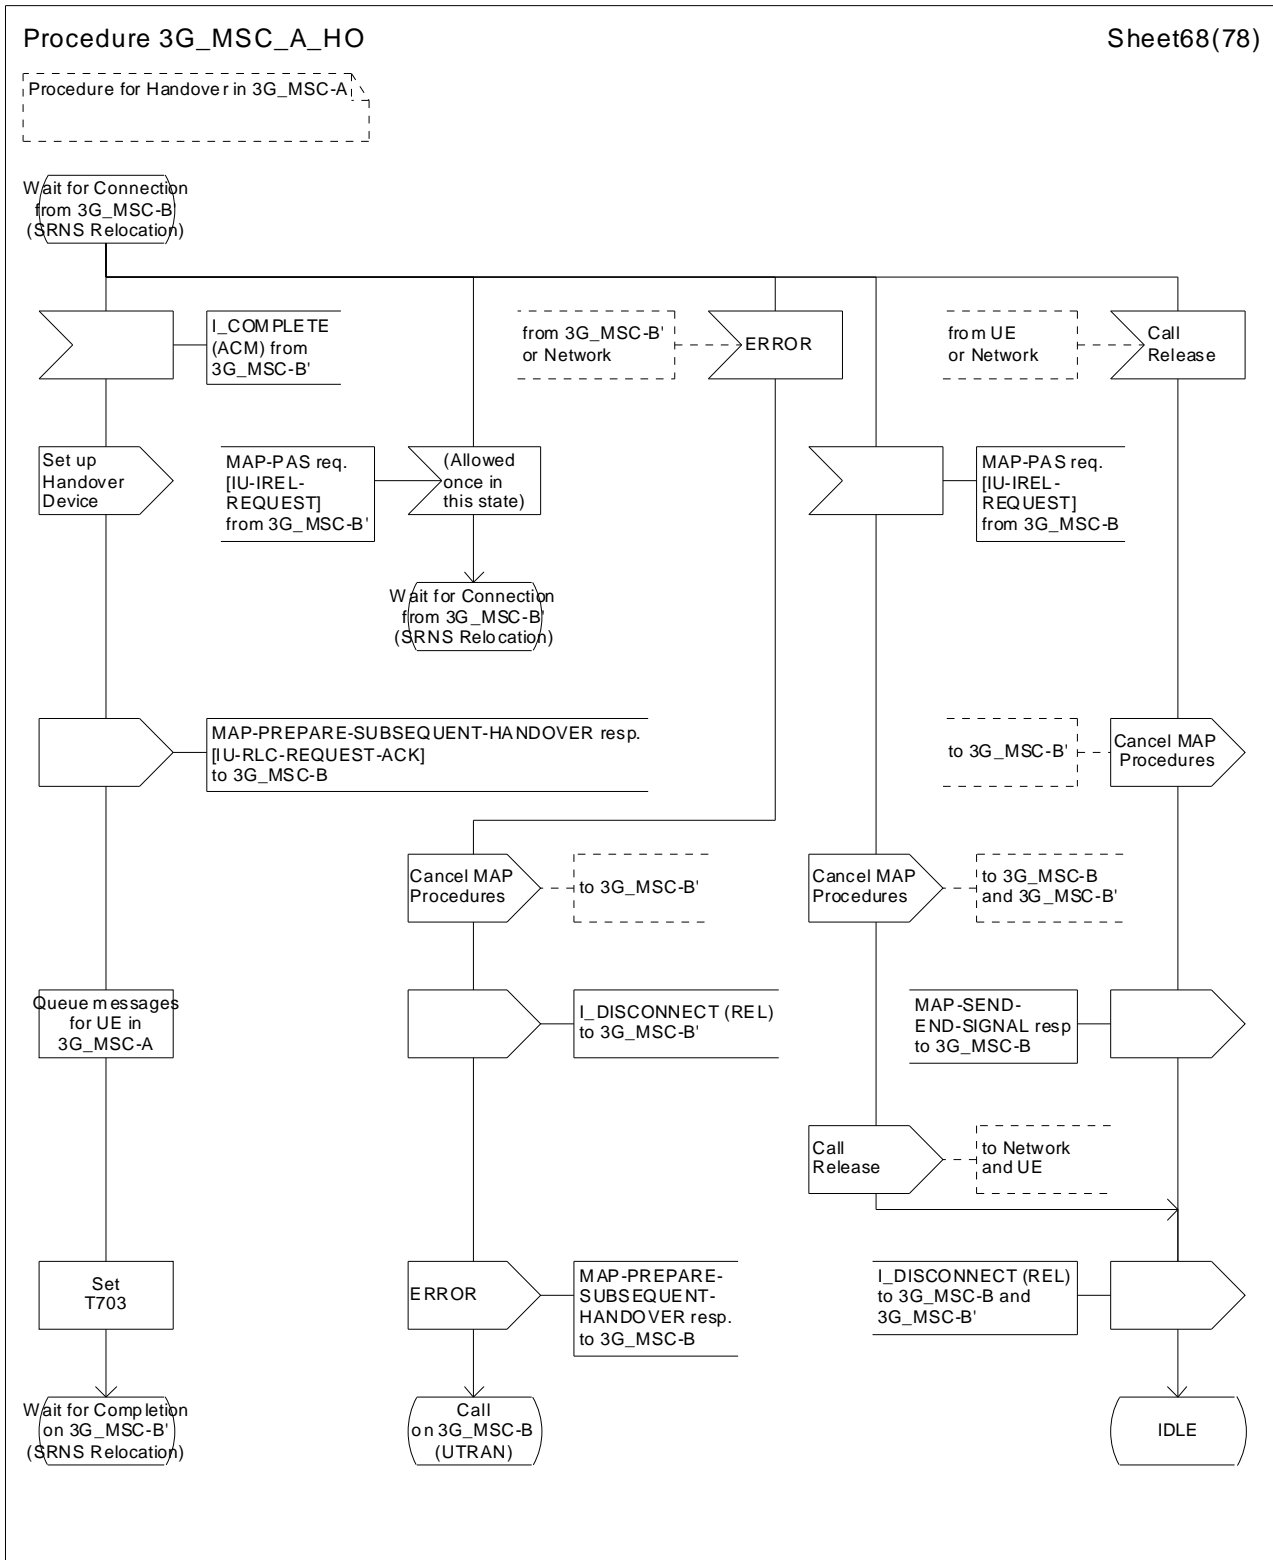 Procedure 3G_MSC_A_HO
Sheet68(78)
Procedure for Handover in 3G_MSC-A
Wait for Connection
from 3G_MSC-B'
(SRNS Relocation)
I_COMPLETE
(ACM) from
3G_MSC-B'
from 3G_MSC-B'
or Network
ERROR
from UE
or Network
Call
Release
Set up
Handover
Device
MAP-PAS req.
[IU-IREL-
REQUEST]
from 3G_MSC-B'
(Allowed
once in
this state)
MAP-PAS req.
[IU-IREL-
REQUEST]
from 3G_MSC-B
Wait for Connection
from 3G_MSC-B'
(SRNS Relocation)
MAP-PREPARE-SUBSEQUENT-HANDOVER resp.
[IU-RLC-REQUEST-ACK]
to 3G_MSC-B
to 3G_MSC-B'
Cancel MAP
Procedures
Cancel MAP
Procedures
to 3G_MSC-B'
Cancel MAP
Procedures
to 3G_MSC-B
and 3G_MSC-B'
Queue messages
for UE in
3G_MSC-A
I_DISCONNECT (REL)
to 3G_MSC-B'
MAP-SEND-
END-SIGNAL resp
to 3G_MSC-B
Call
Release
to Network
and UE
Set
T703
ERROR
MAP-PREPARE-
SUBSEQUENT-
HANDOVER resp.
to 3G_MSC-B
I_DISCONNECT (REL)
to 3G_MSC-B and
3G_MSC-B'
Wait for Completion
on 3G_MSC-B'
(SRNS Relocation)
Call
on 3G_MSC-B
(UTRAN)
IDLE